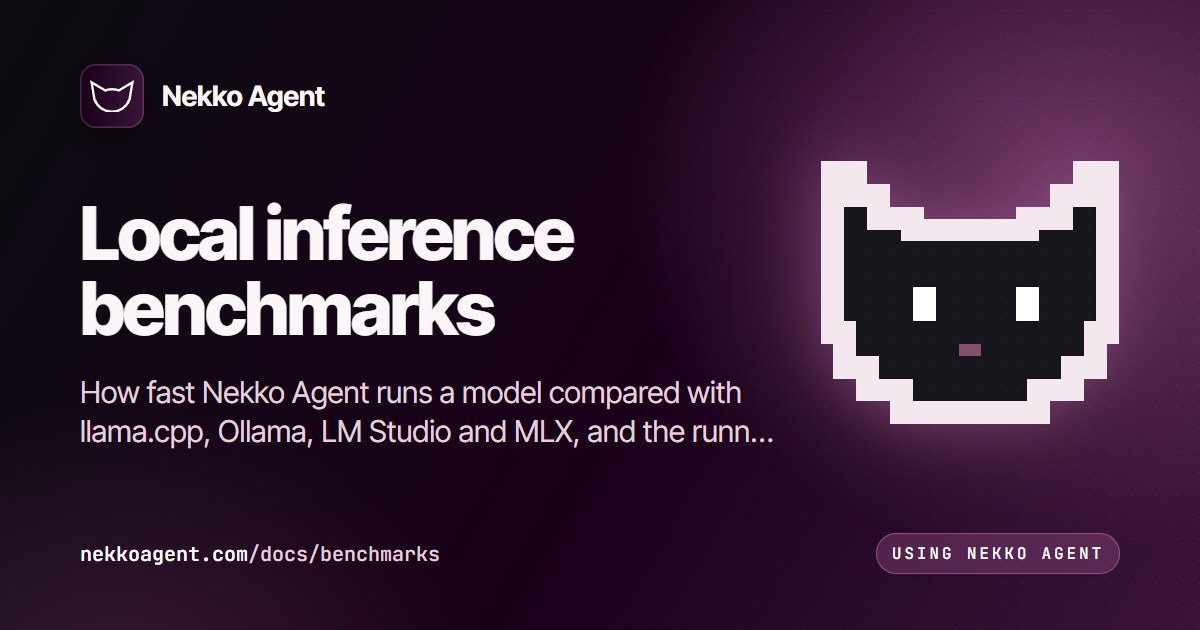 Nekko Agent
Local inference
benchmarks
How fast Nekko Agent runs a model compared with
llama.cpp, Ollama, LM Studio and MLX, and the runn...
nekkoagent.com/docs/benchmarks
USING NEKKO AGENT